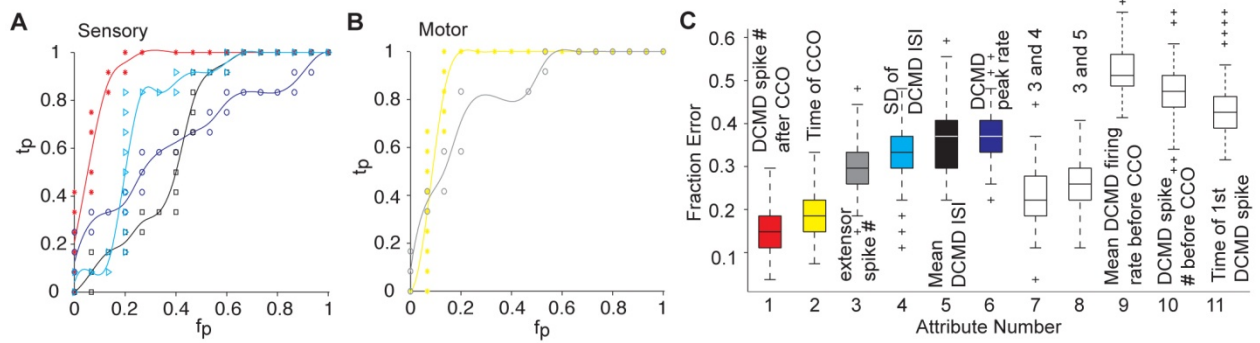 A Sensory
tp
1
0.8
0.6
0.4
0.2
0
0 0.2 0.4 0.6 0.8 1
fp
B Motor
tp
1
0.8
0.6
0.4
0.2
0
0 0.2 0.4 0.6 0.8 1
fp
C
Fraction Error
0.6
0.5
0.4
0.3
0.2
0.1
DCMD spike #
after CCO
Time of CCO
extensor
spike #
SD of
DCMD ISI
Mean
DCMD ISI
DCMD
peak rate
3 and 4
3 and 5
Mean DCMD firing
rate before CCO
DCMD spike
# before CCO
Time of 1st
DCMD spike
1 2 3 4 5 6 7 8 9 10 11
Attribute Number